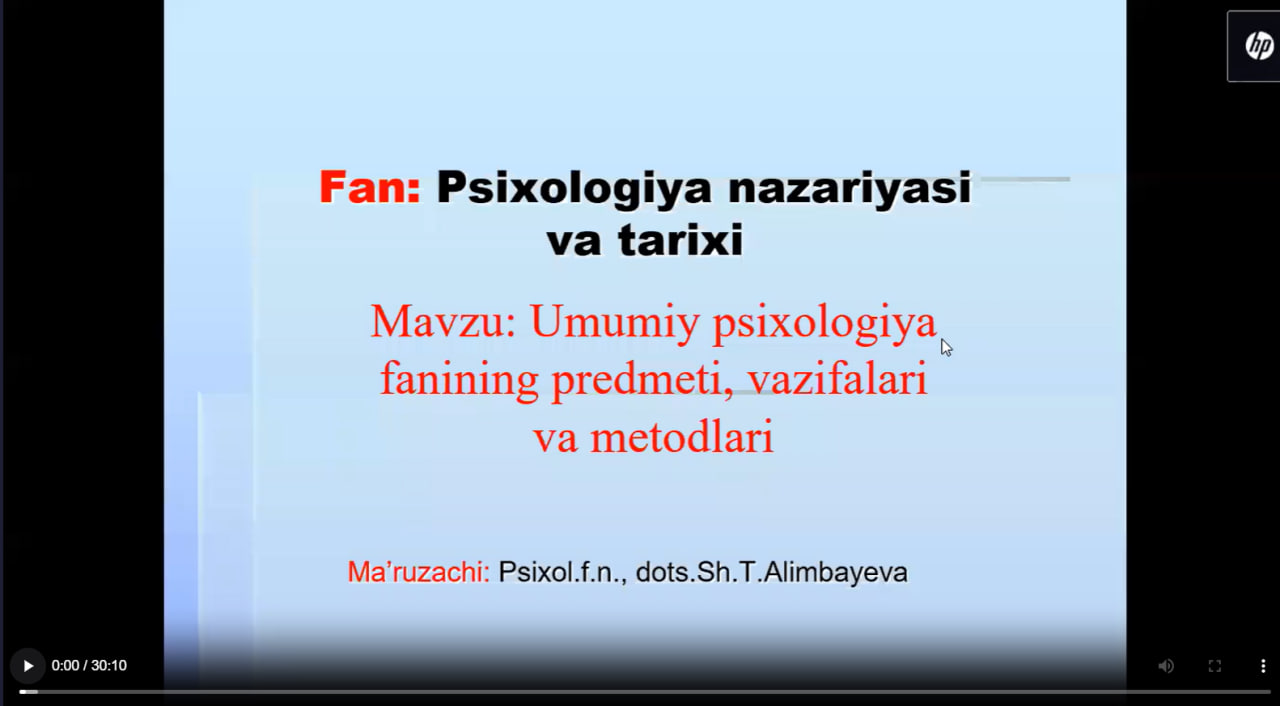 hp
Fan: Psixologiya nazariyasi
va tarixi
Mavzu: Umumiy psixologiya
fanining predmeti, vazifalari
va metodlari
Ma’ruzachi: Psixol.f.n., dots.Sh.T.Alimbayeva
0:00 / 30:10